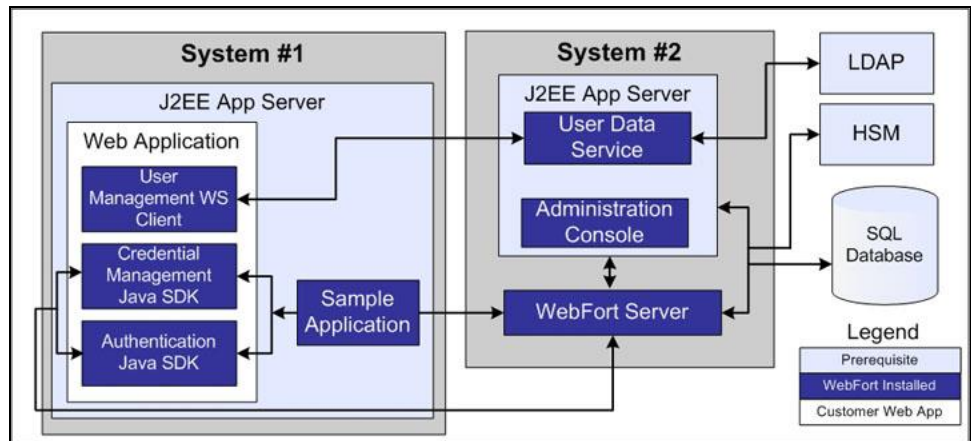 System #1
J2EE App Server
Web Application
User
Management WS
Client
Credential
Management
Java SDK
Authentication
Java SDK
Sample
Application
System #2
J2EE App Server
User Data
Service
Administration
Console
WebFort Server
LDAP
HSM
SQL
Database
Legend
Prerequisite
WebFort Installed
Customer Web App